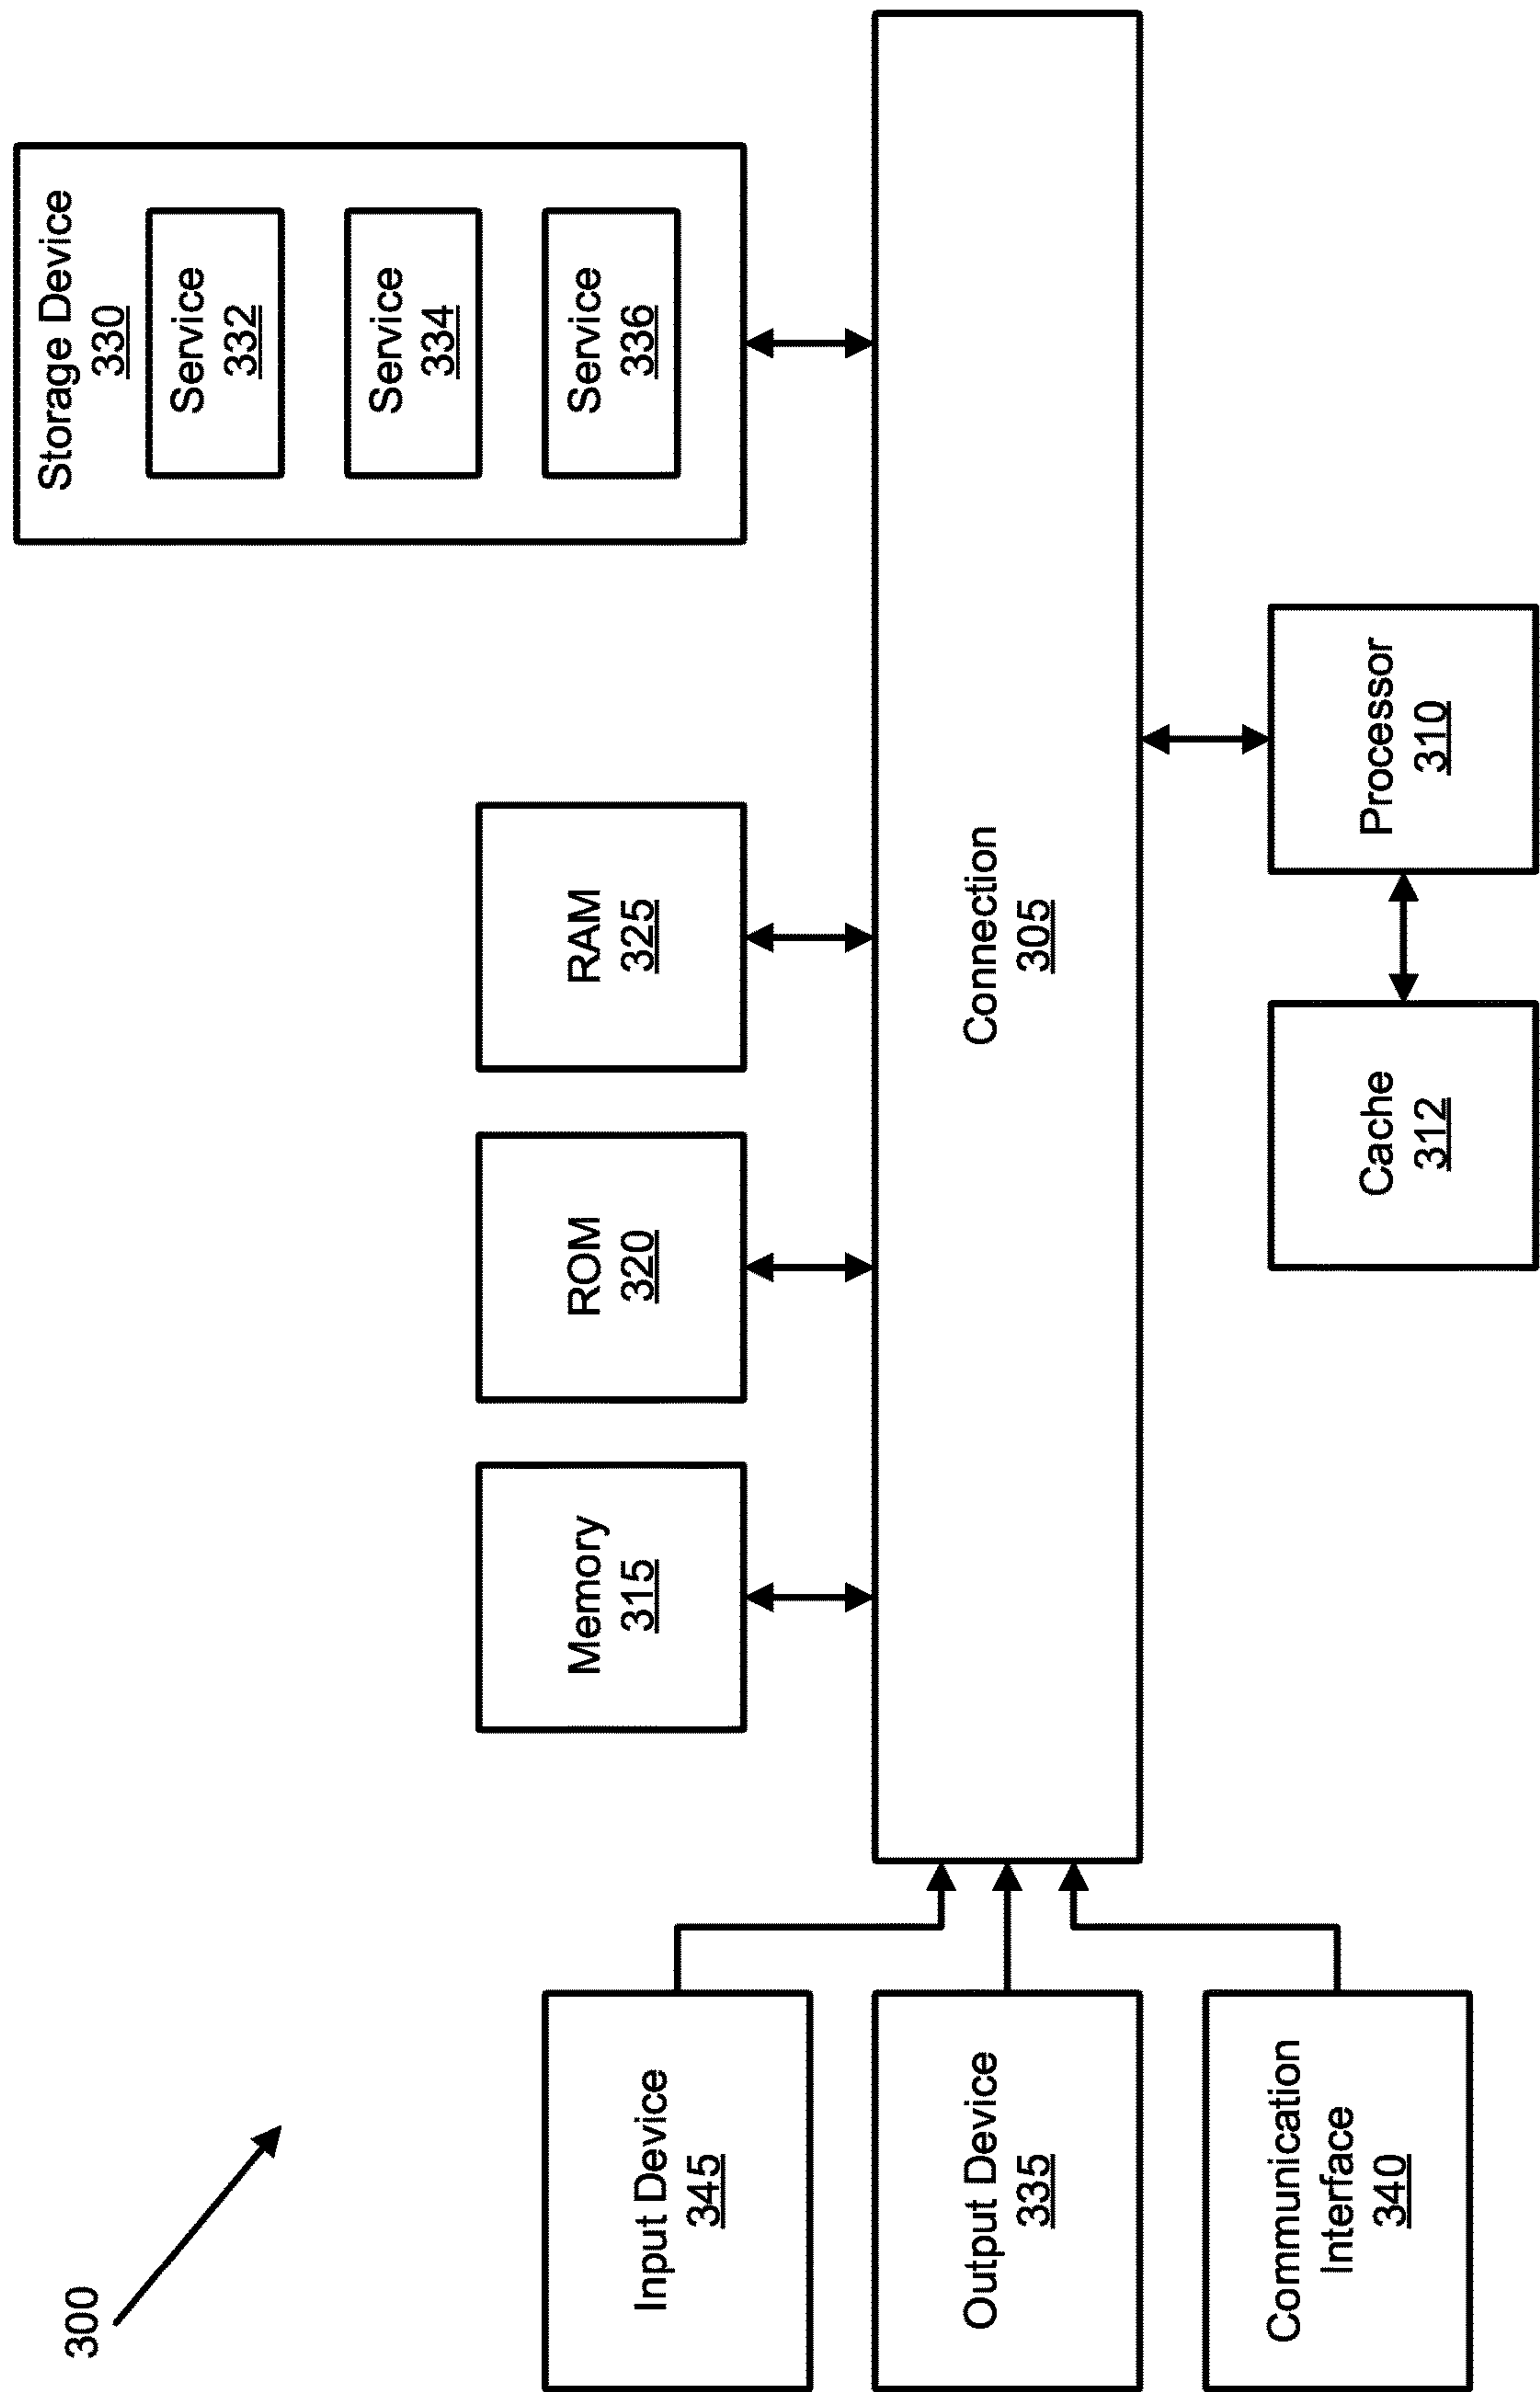 300
Storage Device
330
Service
332
Service
334
Service
336
Memory
315
ROM
320
RAM
325
Input Device
345
Output Device
335
Communication
Interface
340
Connection
305
Cache
312
Processor
310